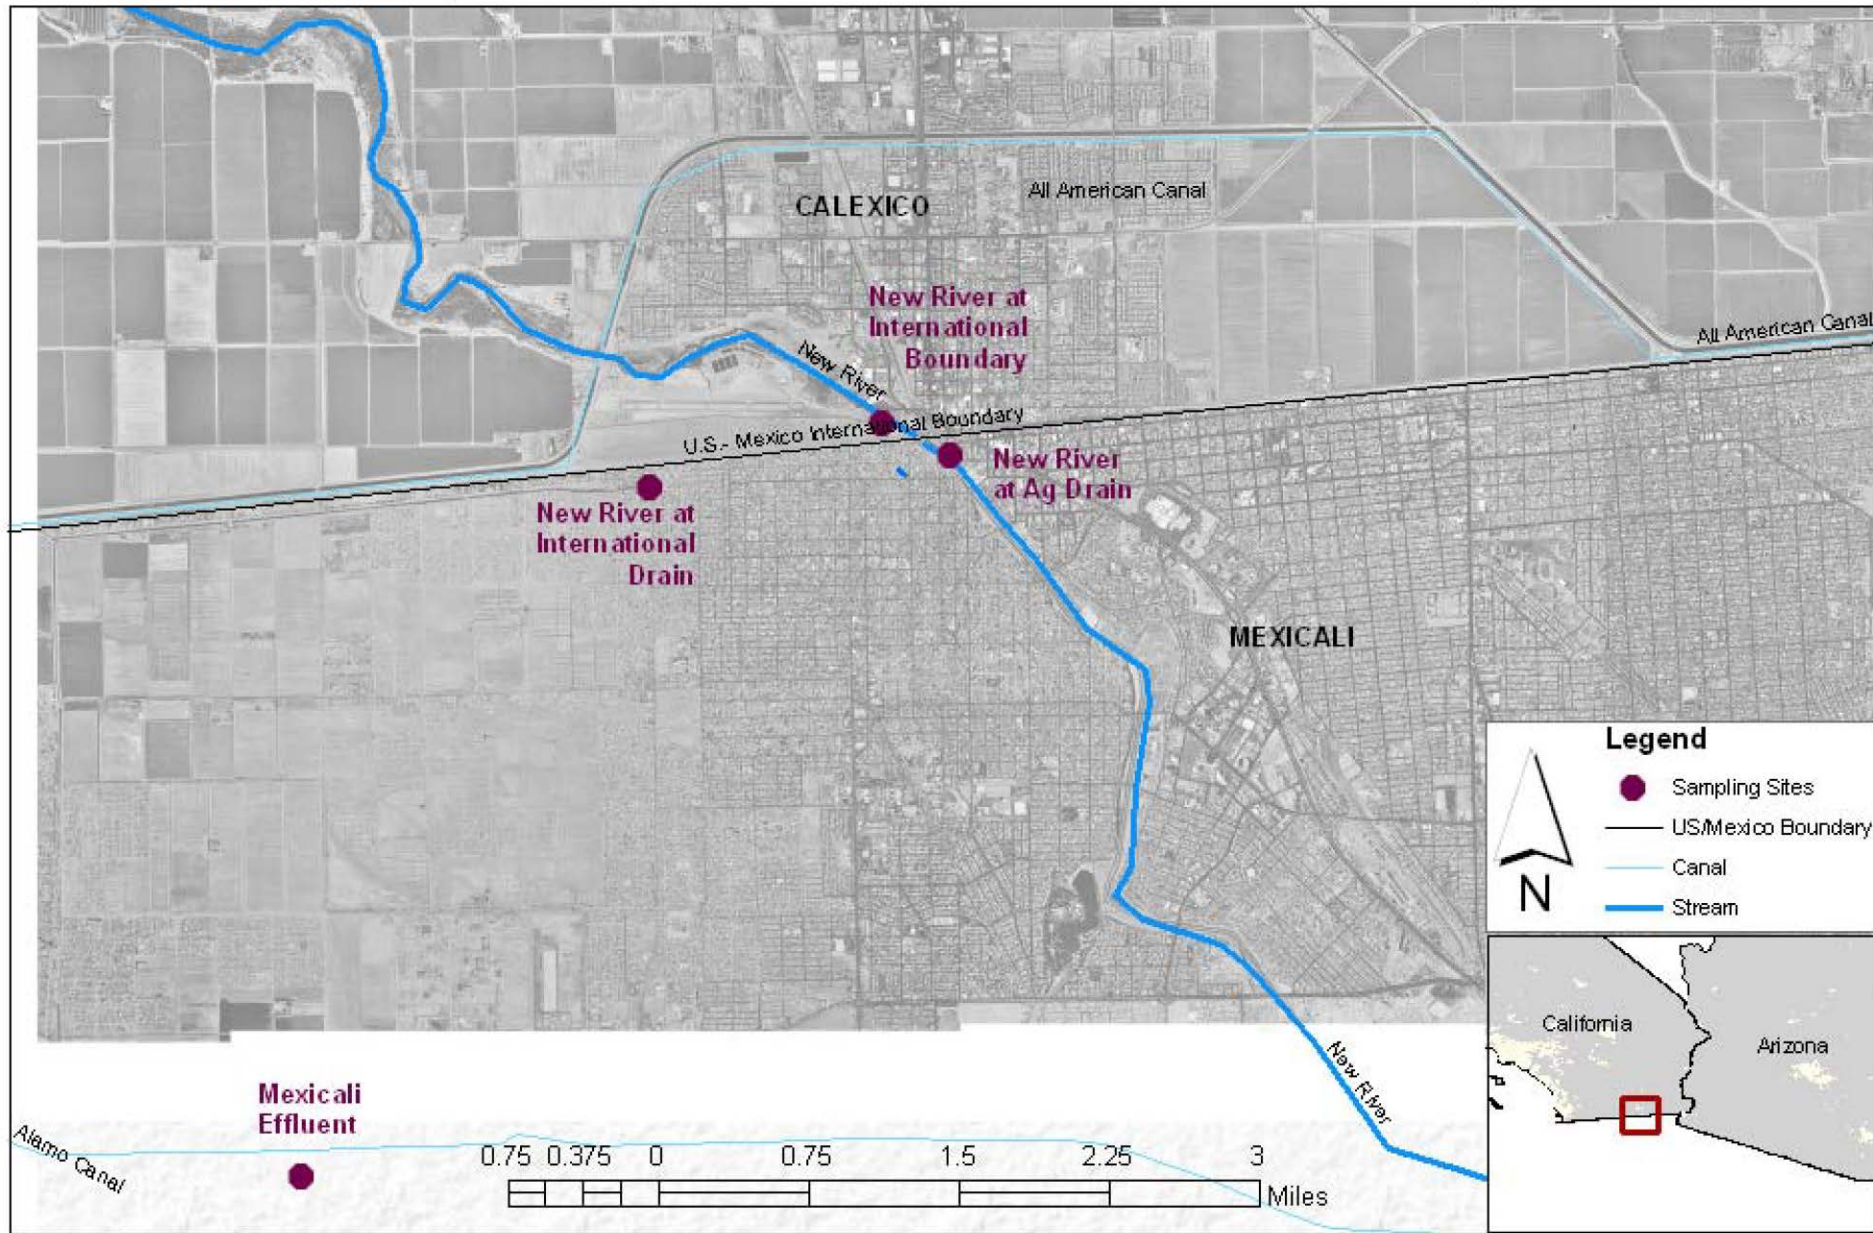 CALEXICO
All American Canal
New River at
International
Boundary
All American Canal
New River
U.S.- Mexico International Boundary
New River
at Ag Drain
New River at
International
Drain
MEXICALI
Legend
Sampling Sites
US/Mexico Boundary
Canal
Stream
N
California
Arizona
New River
Mexicali
Effluent
Alamo Canal
0.75 0.375 0 0.75 1.5 2.25 3
Miles